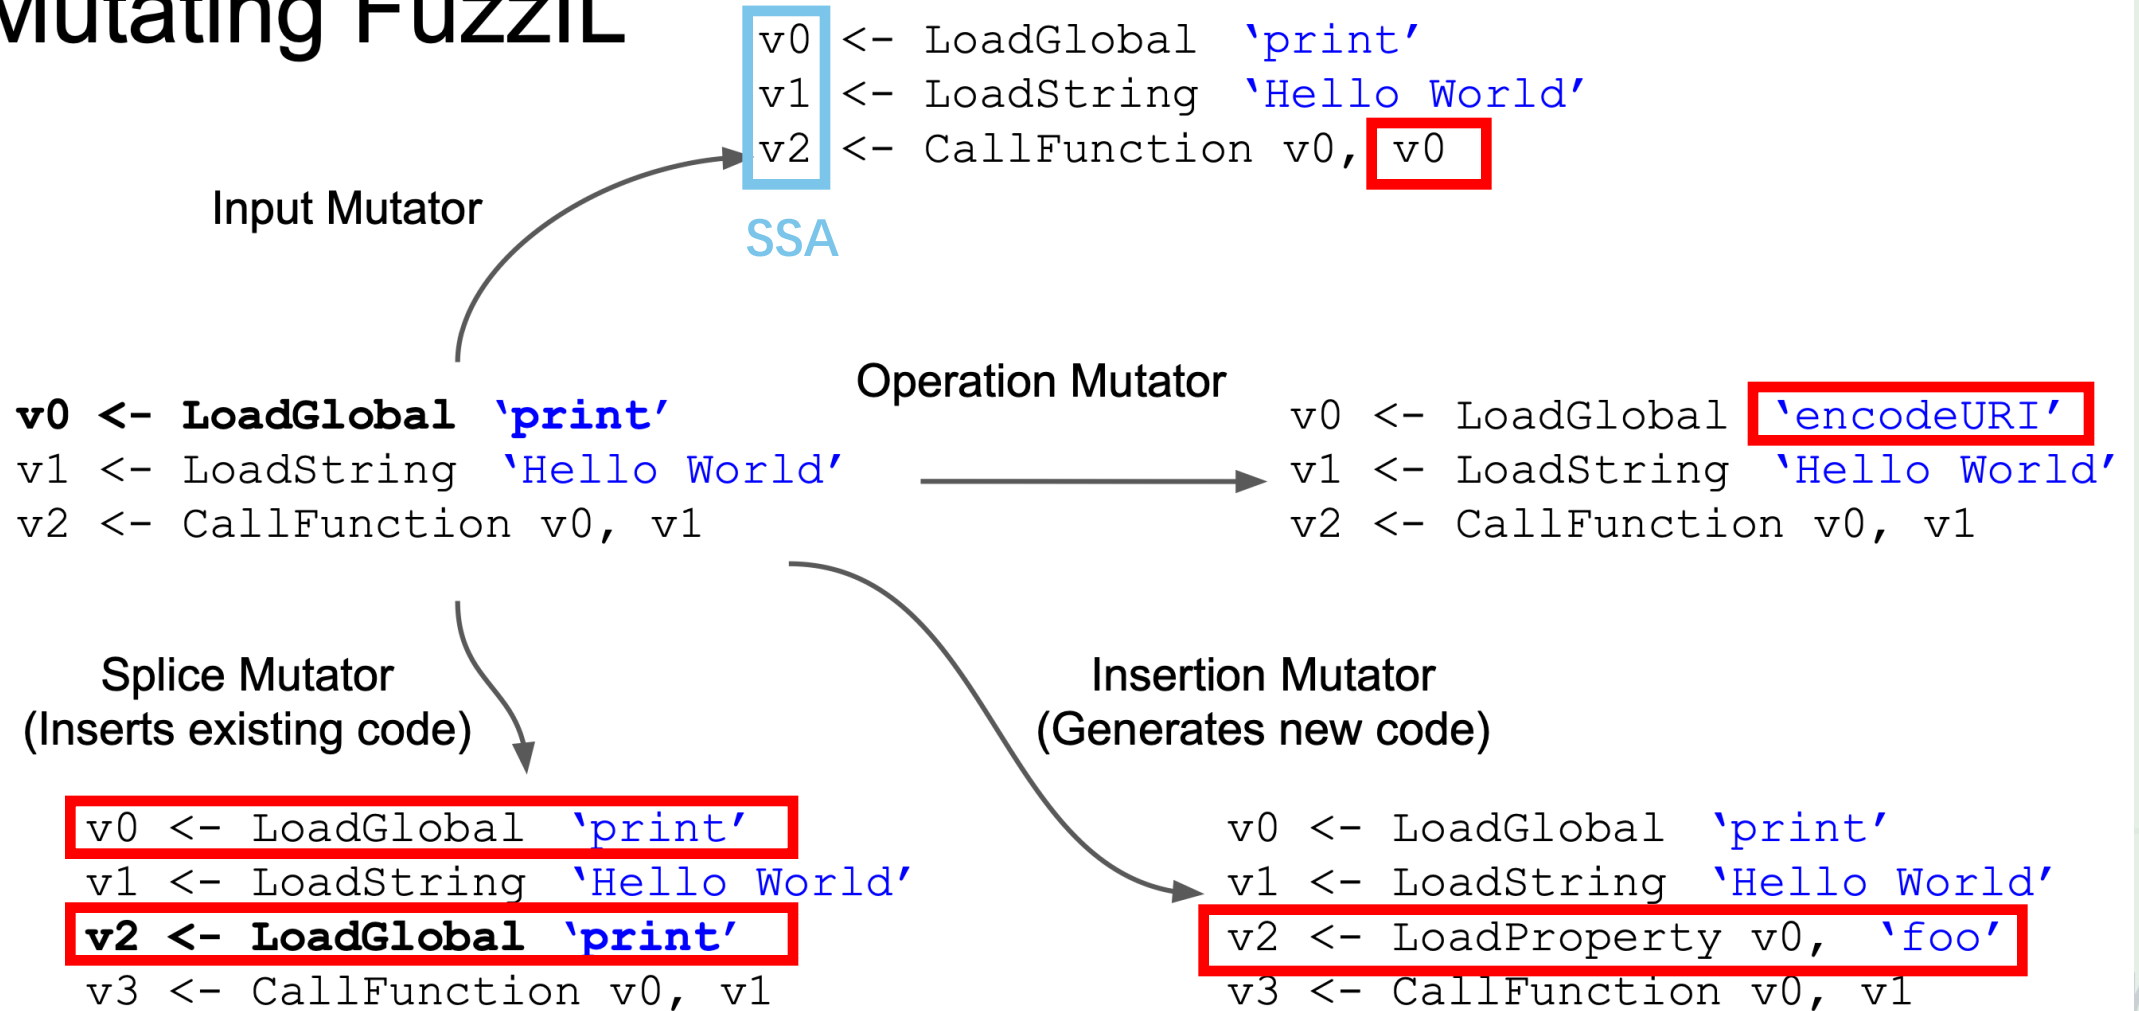 Mutating FuzzIL
v0 <- LoadGlobal ‘print’
v1 <- LoadString ‘Hello World’
v2 <- CallFunction v0, v0
SSA
Input Mutator
v0 <- LoadGlobal ‘print’
v1 <- LoadString ‘Hello World’
v2 <- CallFunction v0, v1
Operation Mutator
v0 <- LoadGlobal ‘encodeURI’
v1 <- LoadString ‘Hello World’
v2 <- CallFunction v0, v1
Splice Mutator
(Inserts existing code)
v0 <- LoadGlobal ‘print’
v1 <- LoadString ‘Hello World’
v2 <- LoadGlobal ‘print’
v3 <- CallFunction v0, v1
Insertion Mutator
(Generates new code)
v0 <- LoadGlobal ‘print’
v1 <- LoadString ‘Hello World’
v2 <- LoadProperty v0, ‘foo’
v3 <- CallFunction v0, v1